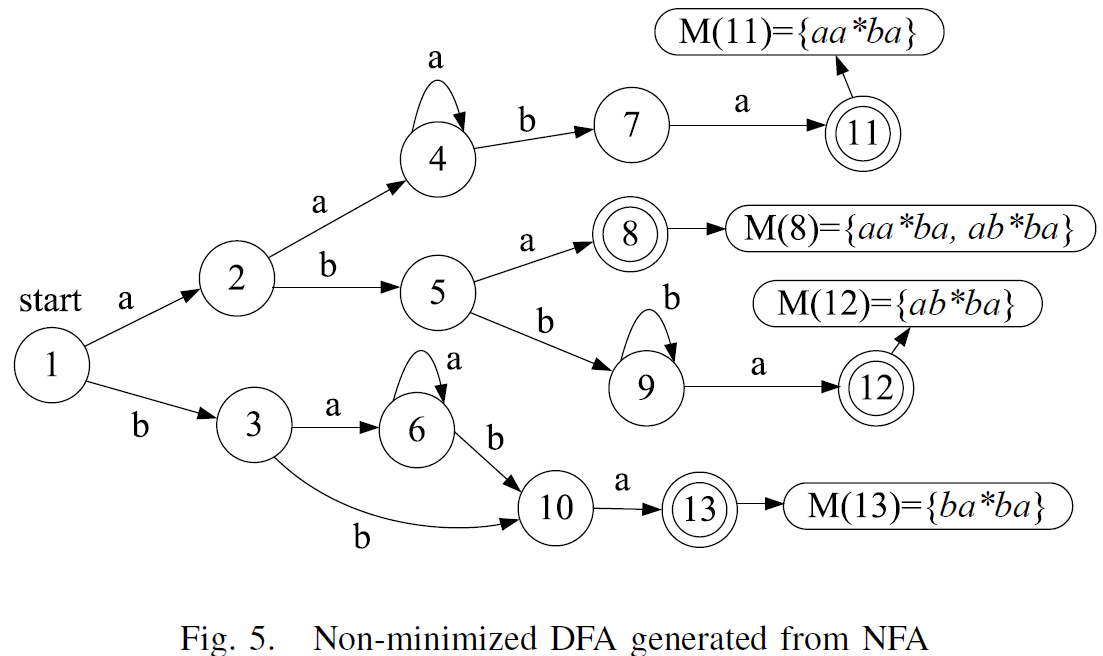 M(11)={aa*ba}
a
4
b
7
a
11
a
2
b
5
a
8
M(8)={aa*ba, ab*ba}
b
b
9
a
12
M(12)={ab*ba}
start
a
1
b
3
a
6
a
b
b
10
a
13
M(13)={ba*ba}
Fig. 5. Non-minimized DFA generated from NFA